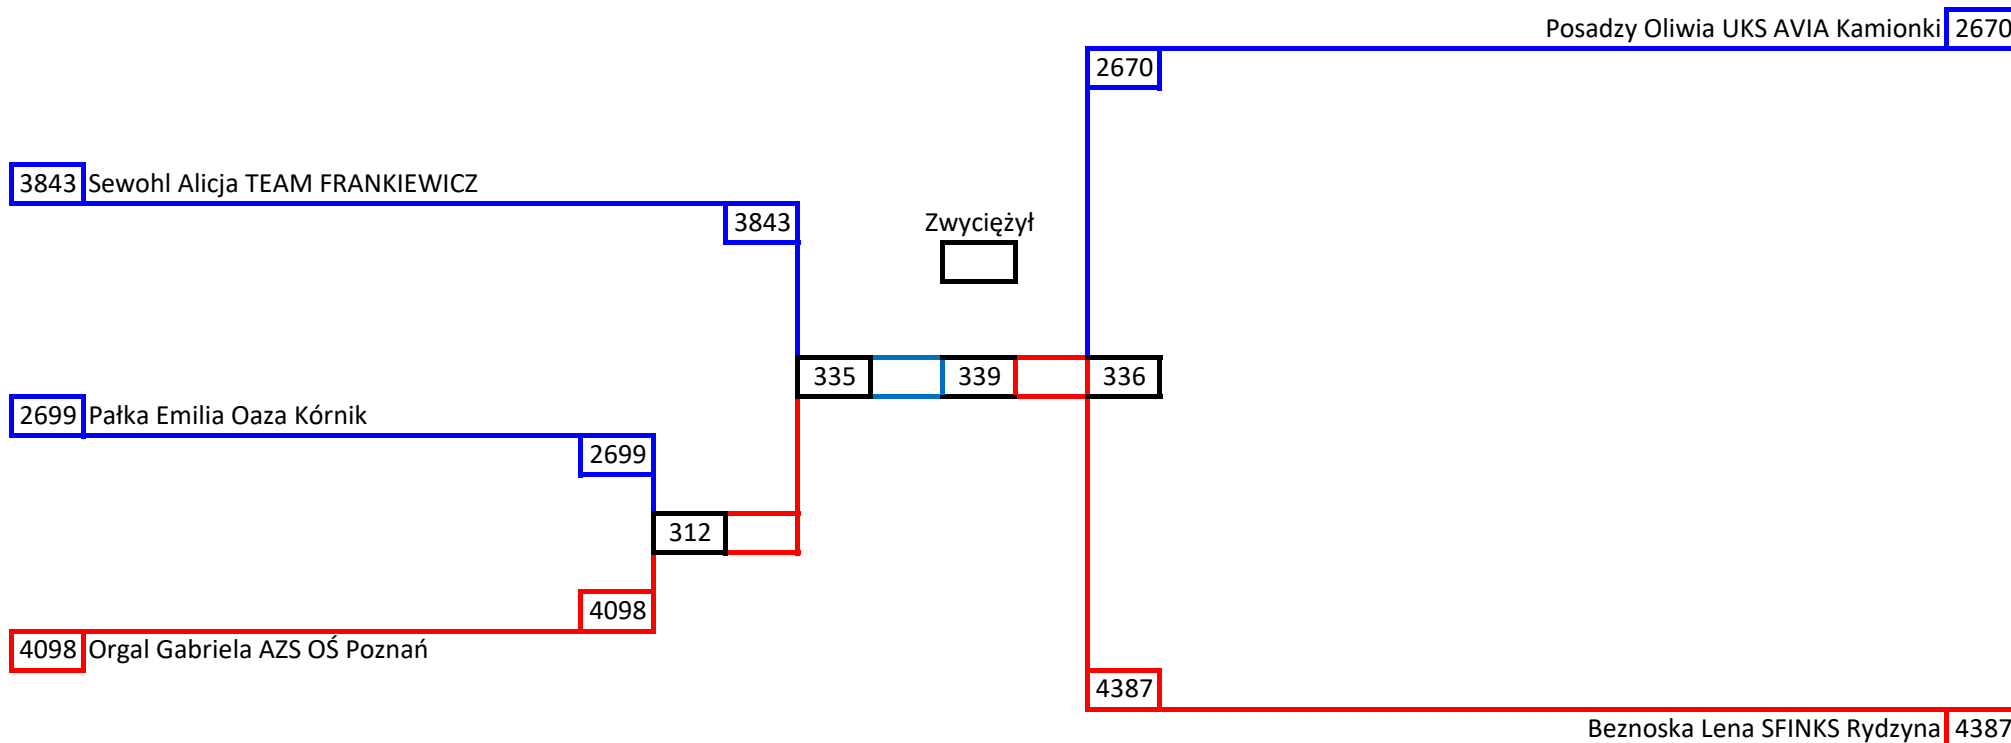 Posadzy Oliwia UKS AVIA Kamionki 2670
2670
3843 Sewohl Alicja TEAM FRANKIEWICZ
3843
Zwyciężył
335 339 336
2699 Pałka Emilia Oaza Kórnik
2699
312
4098
4098 Orgal Gabriela AZS OŚ Poznań
4387
Beznoska Lena SFINKS Rydzyna 4387